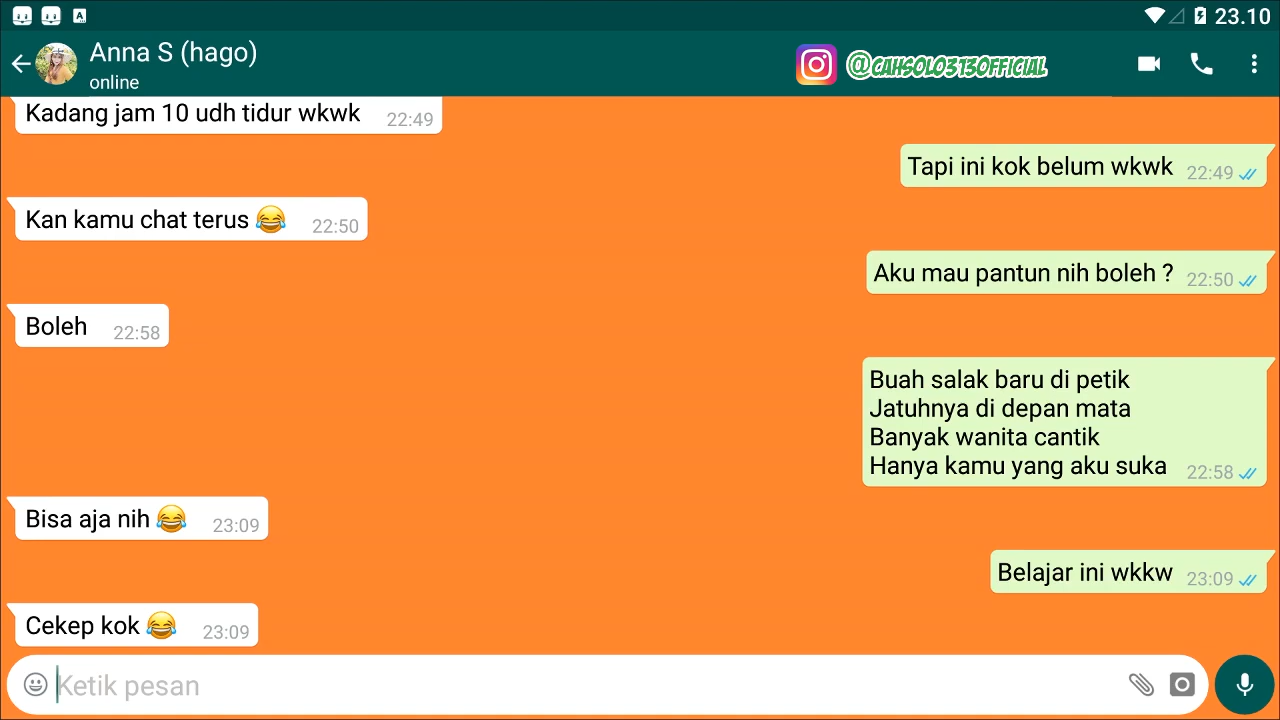 23.10
Anna S (hago)
online
@CAHSOLO313OFFICIAL
Kadang jam 10 udh tidur wkwk 22:49
Tapi ini kok belum wkwk 22:49
Kan kamu chat terus 😂 22:50
Aku mau pantun nih boleh ? 22:50
Boleh 22:58
Buah salak baru di petik
Jatuhnya di depan mata
Banyak wanita cantik
Hanya kamu yang aku suka 22:58
Bisa aja nih 😂 23:09
Belajar ini wkkw 23:09
Cekep kok 😂 23:09
Ketik pesan